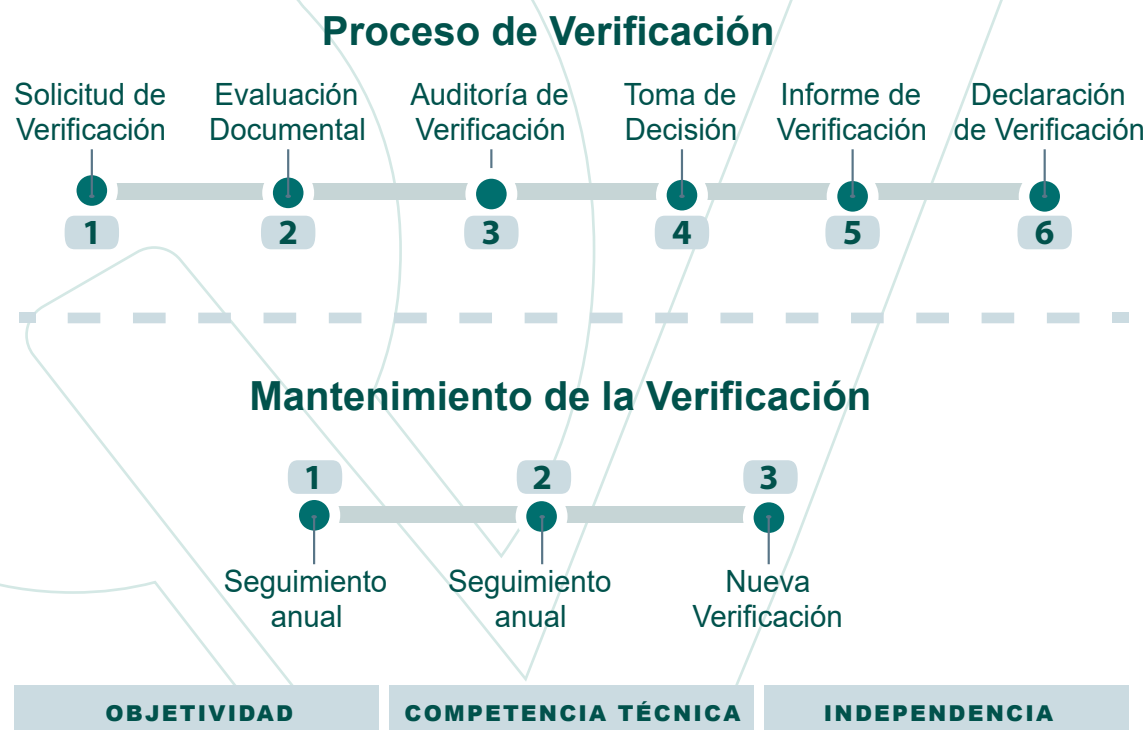 Proceso de Verificación
Solicitud de
Verificación
Evaluación
Documental
Auditoría de
Verificación
Toma de
Decisión
Informe de
Verificación
Declaración
de Verificación
1
2
3
4
5
6
Mantenimiento de la Verificación
1
2
3
Seguimiento
anual
Seguimiento
anual
Nueva
Verificación
OBJETIVIDAD
COMPETENCIA TÉCNICA
INDEPENDENCIA